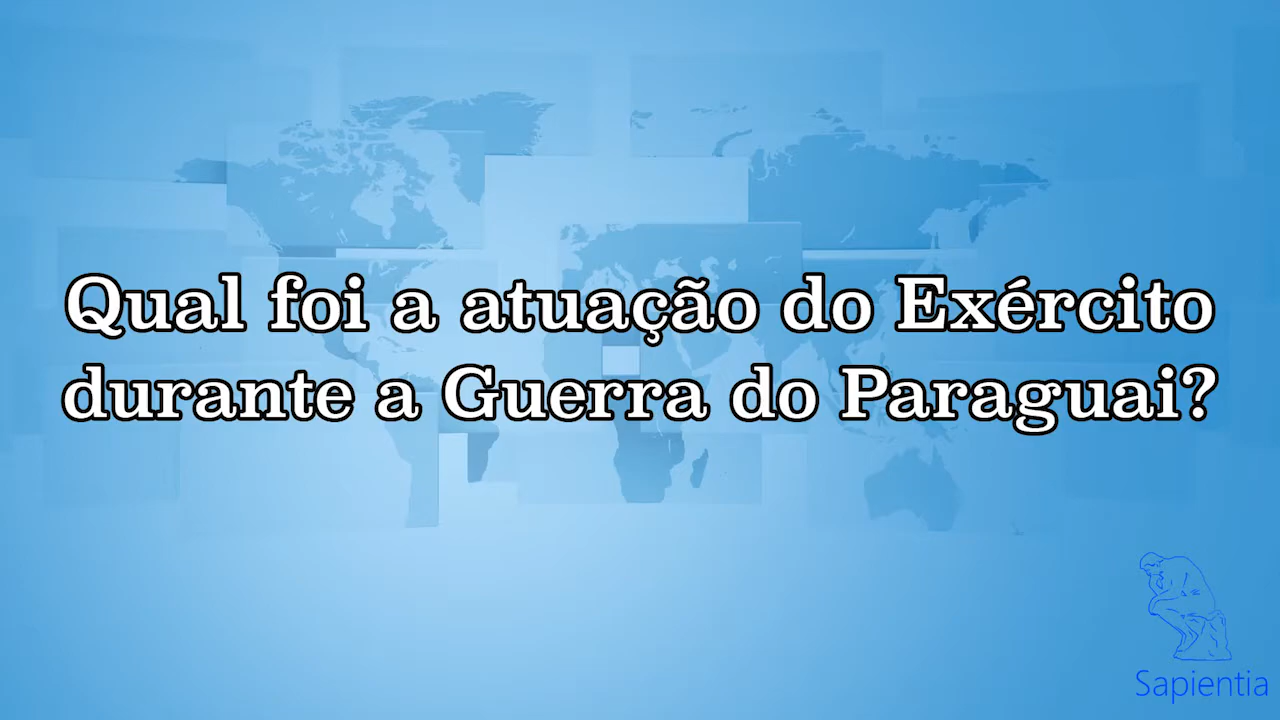 Qual foi a atuação do Exército
durante a Guerra do Paraguai?
Sapientia